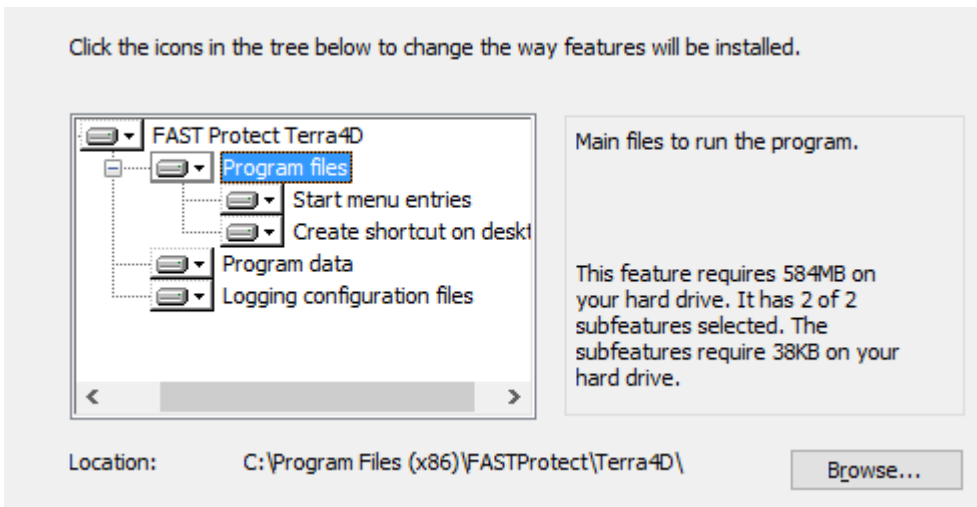 Click the icons in the tree below to change the way features will be installed.
FAST Protect Terra4D
Program files
Start menu entries
Create shortcut on deskt
Program data
Logging configuration files
Main files to run the program.
This feature requires 584MB on
your hard drive. It has 2 of 2
subfeatures selected. The
subfeatures require 38KB on your
hard drive.
Location:
C:\Program Files (x86)\FASTProtect\Terra4D\
Browse...